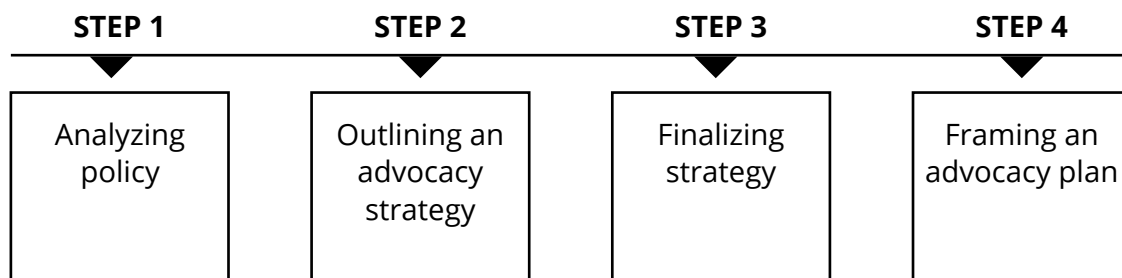 STEP 1
STEP 2
STEP 3
STEP 4
Analyzing
policy
Outlining an
advocacy
strategy
Finalizing
strategy
Framing an
advocacy plan